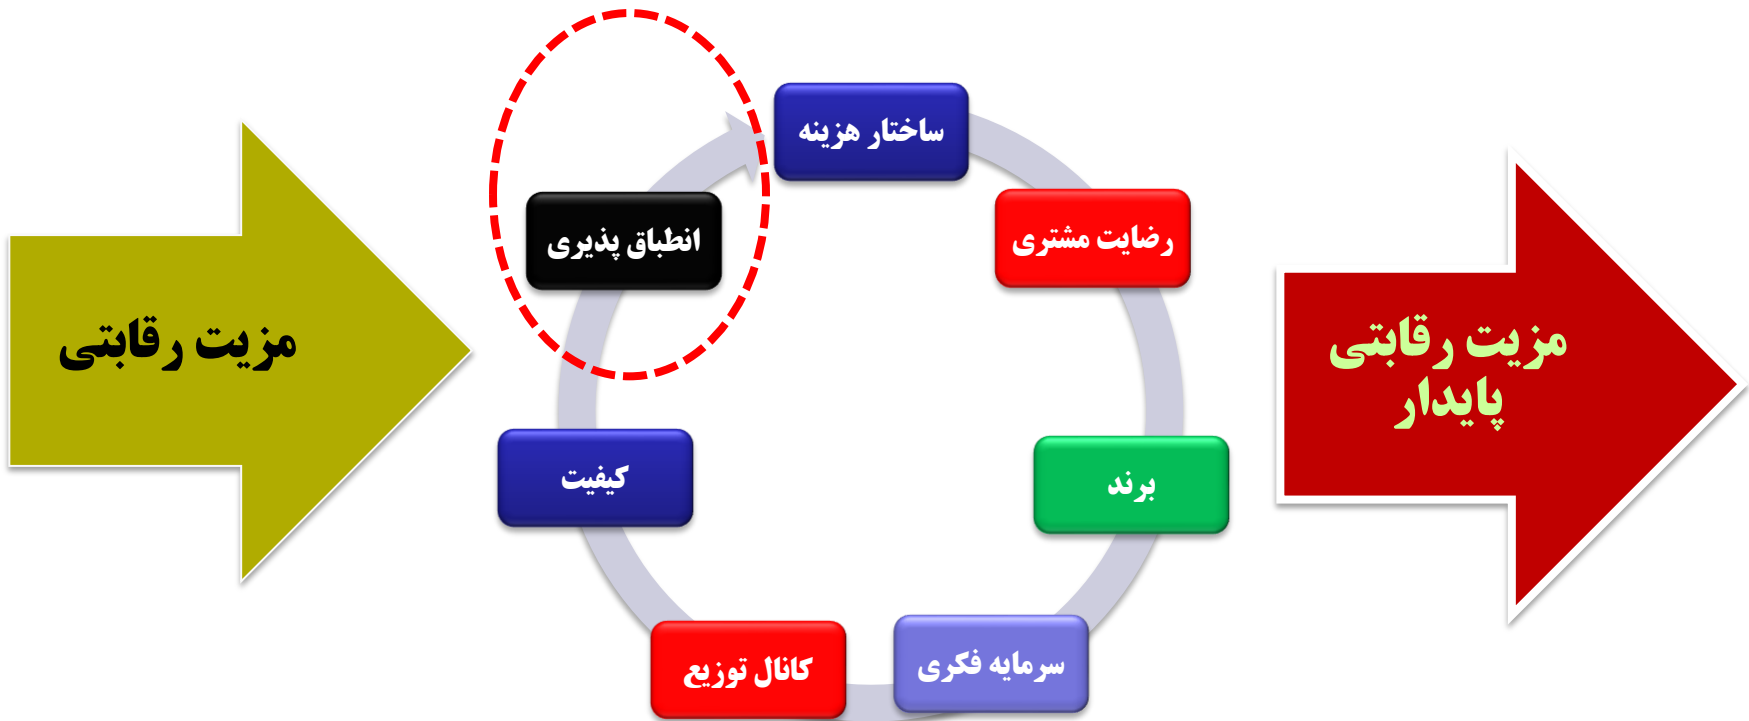 مزیت رقابتی
ساختار هزینه
رضایت مشتری
برند
سرمایه فکری
کانال توزیع
کیفیت
انطباق پذیری
مزیت رقابتی
پایدار